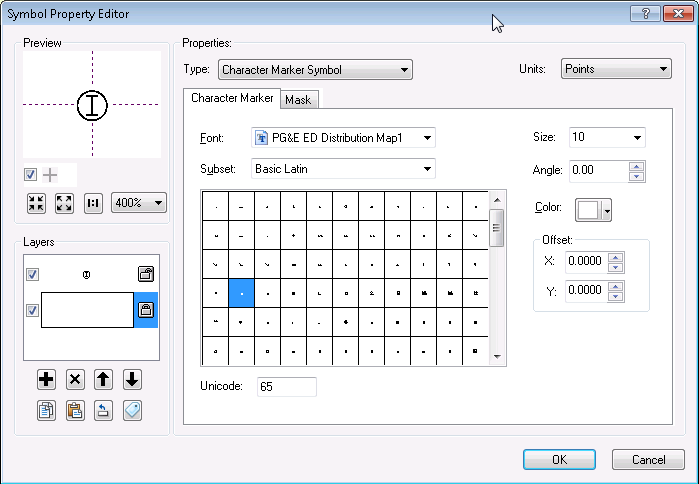 Symbol Property Editor
Preview
Properties:
Type: Character Marker Symbol
Units: Points
Character Marker
Mask
Font: PG&E ED Distribution Map1
Size: 10
Subset: Basic Latin
Angle: 0.00
400%
Color:
Layers
Offset:
X: 0.0000
Y: 0.0000
Unicode: 65
OK
Cancel